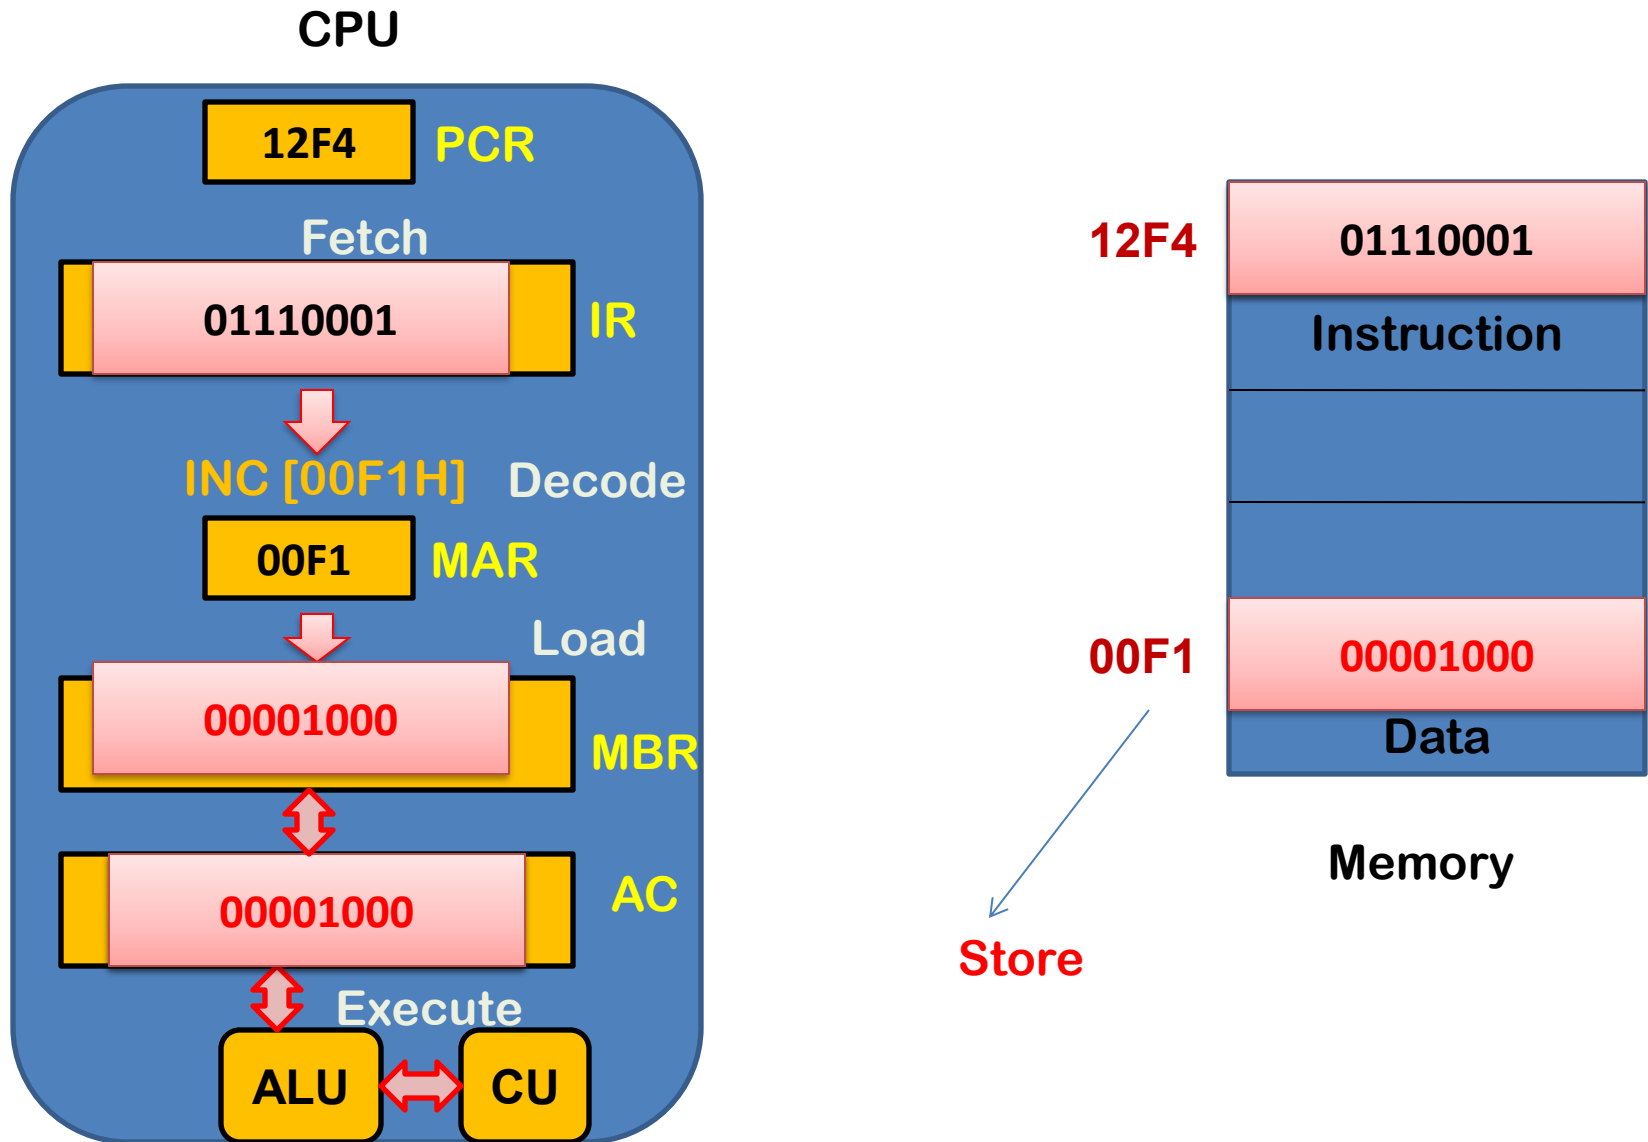 CPU
12F4
PCR
Fetch
01110001
IR
INC [00F1H]
Decode
00F1
MAR
Load
00001000
MBR
00001000
AC
Execute
ALU
CU
12F4
01110001
Instruction
00F1
00001000
Data
Memory
Store